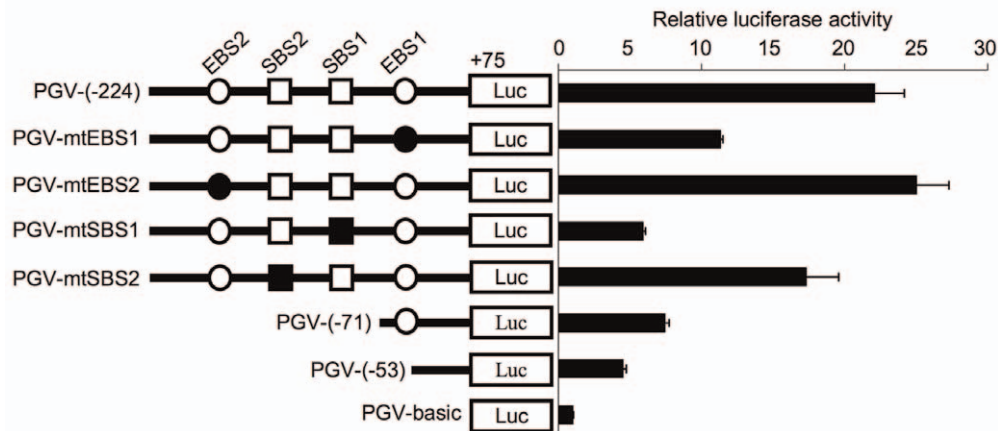 Relative luciferase activity
0 5 10 15 20 25 30
EBS2 SBS2 SBS1 EBS1
+75
PGV-(-224) Luc
PGV-mtEBS1 Luc
PGV-mtEBS2 Luc
PGV-mtSBS1 Luc
PGV-mtSBS2 Luc
PGV-(-71) Luc
PGV-(-53) Luc
PGV-basic Luc